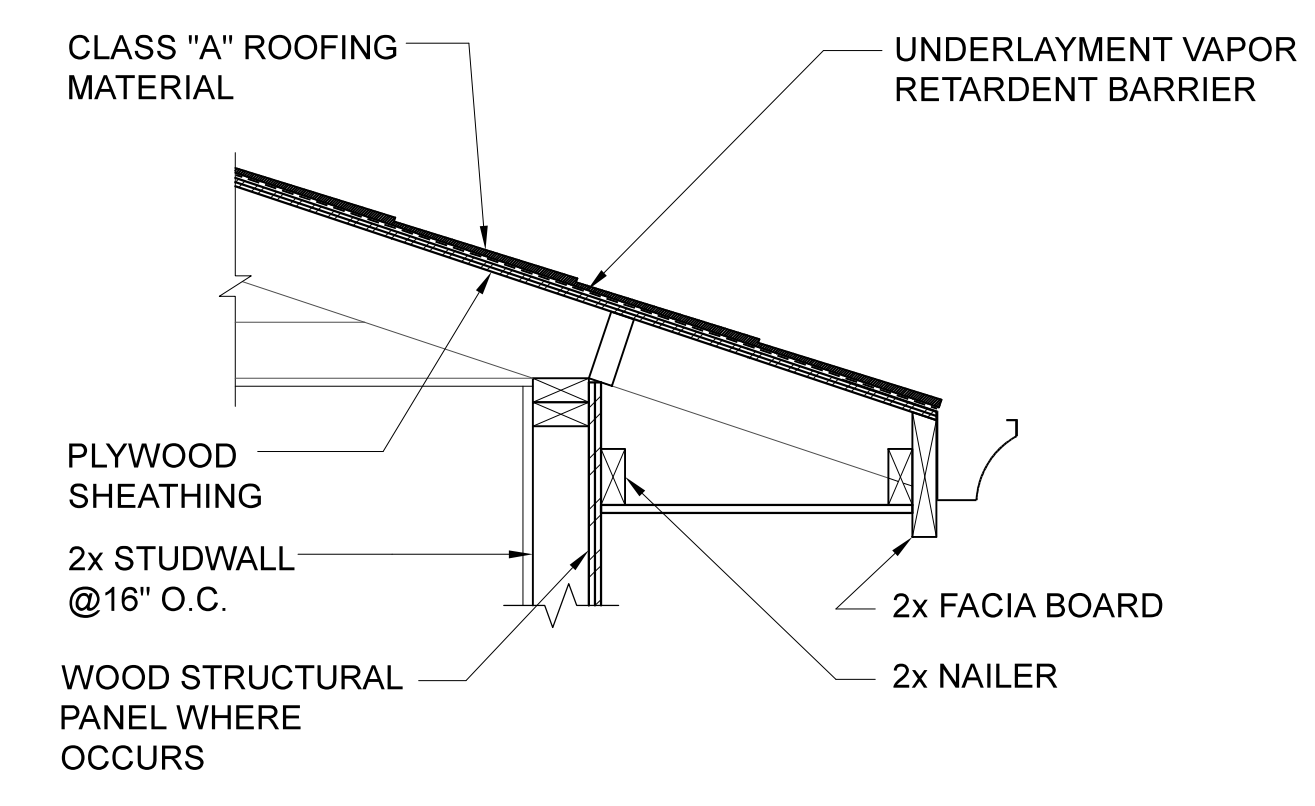 CLASS "A" ROOFING
MATERIAL
UNDERLAYMENT VAPOR
RETARDENT BARRIER
PLYWOOD
SHEATHING
2x STUDWALL
@16" O.C.
WOOD STRUCTURAL
PANEL WHERE
OCCURS
2x FACIA BOARD
2x NAILER